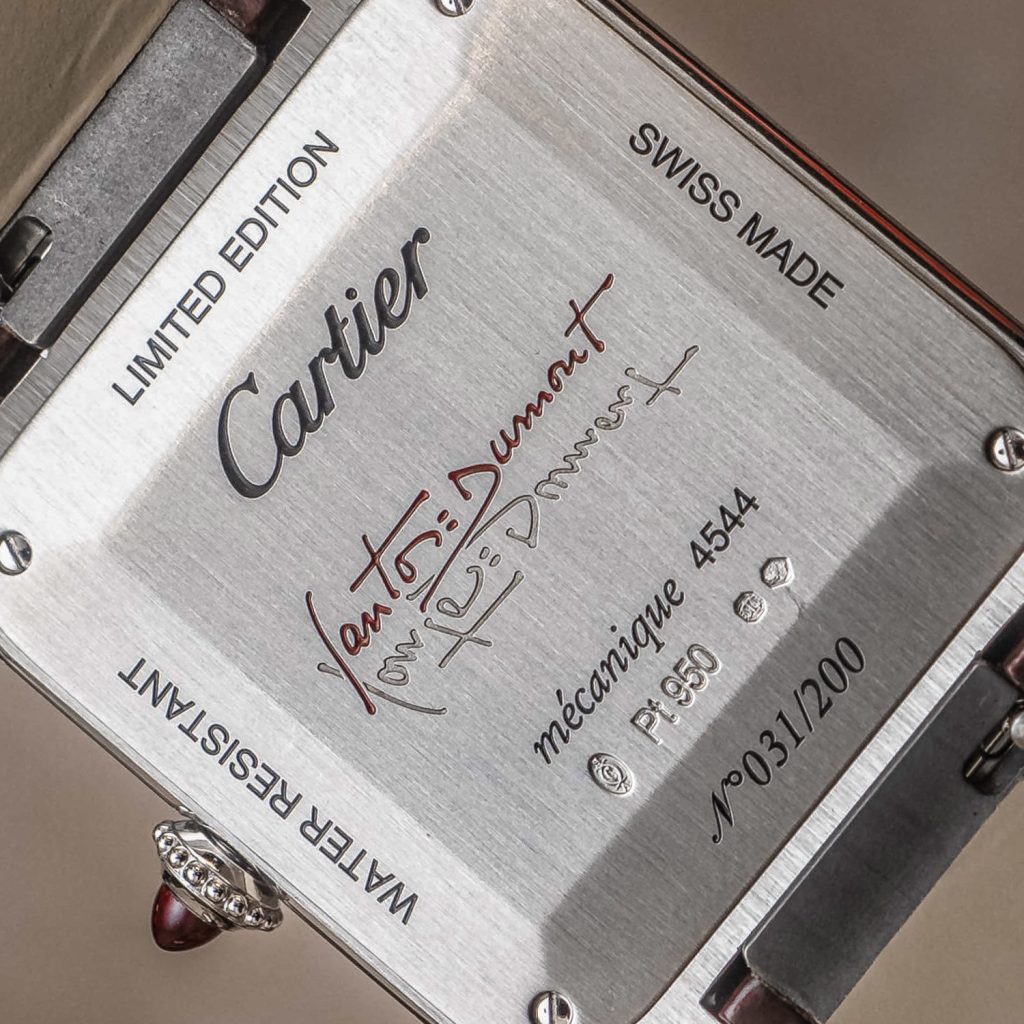 LIMITED EDITION
SWISS MADE
Cartier
Santos=Dumont
mécanique 4544
Pt 950
N°031/200
WATER RESISTANT